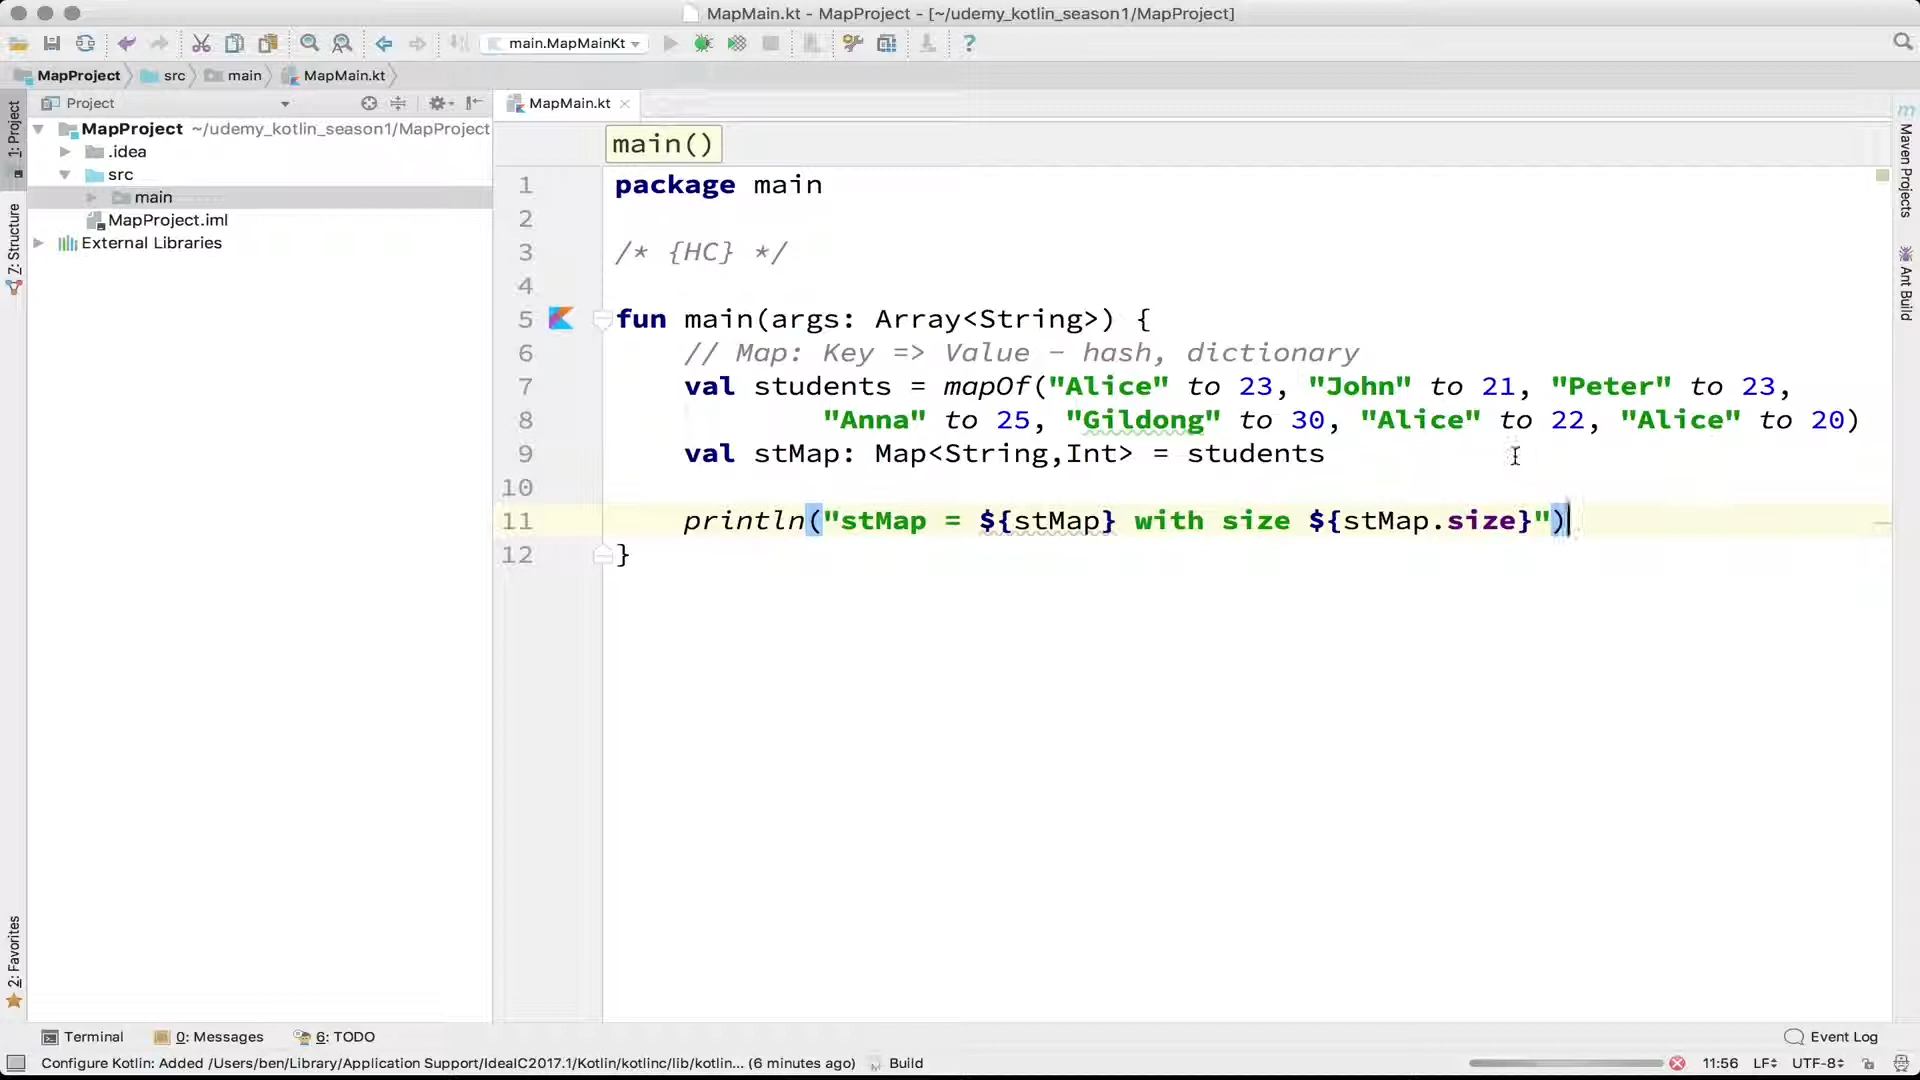 MapMain.kt - MapProject - [~/udemy_kotlin_season1/MapProject]
main.MapMainKt
MapProject src main MapMain.kt
Project
MapMain.kt
1: Project
MapProject ~/udemy_kotlin_season1/MapProject
.idea
src
main
MapProject.iml
External Libraries
Z: Structure
2: Favorites
main()
1 package main
2
3 /* {HC} */
4
5 fun main(args: Array<String>) {
6 // Map: Key => Value - hash, dictionary
7 val students = mapOf("Alice" to 23, "John" to 21, "Peter" to 23,
8 "Anna" to 25, "Gildong" to 30, "Alice" to 22, "Alice" to 20)
9 val stMap: Map<String,Int> = students
10
11 println("stMap = ${stMap} with size ${stMap.size}")
12 }
m
Maven Projects
Ant Build
Terminal 0: Messages 6: TODO Event Log
Configure Kotlin: Added /Users/ben/Library/Application Support/IdeaIC2017.1/Kotlin/kotlinc/lib/kotlin... (6 minutes ago) Build 11:56 LF UTF-8